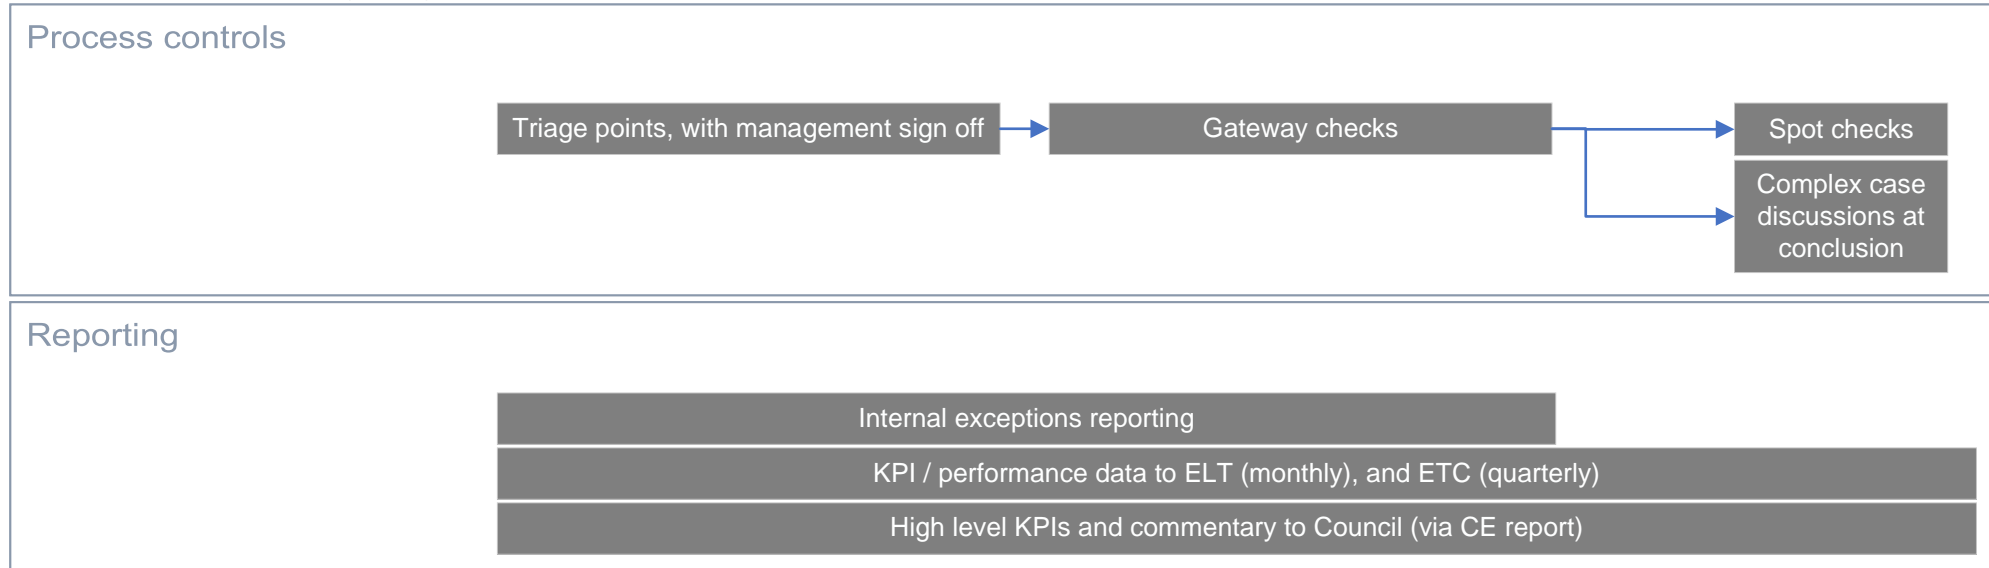 Process controls
Triage points, with management sign off
Gateway checks
Spot checks
Complex case
discussions at
conclusion
Reporting
Internal exceptions reporting
KPI / performance data to ELT (monthly), and ETC (quarterly)
High level KPIs and commentary to Council (via CE report)